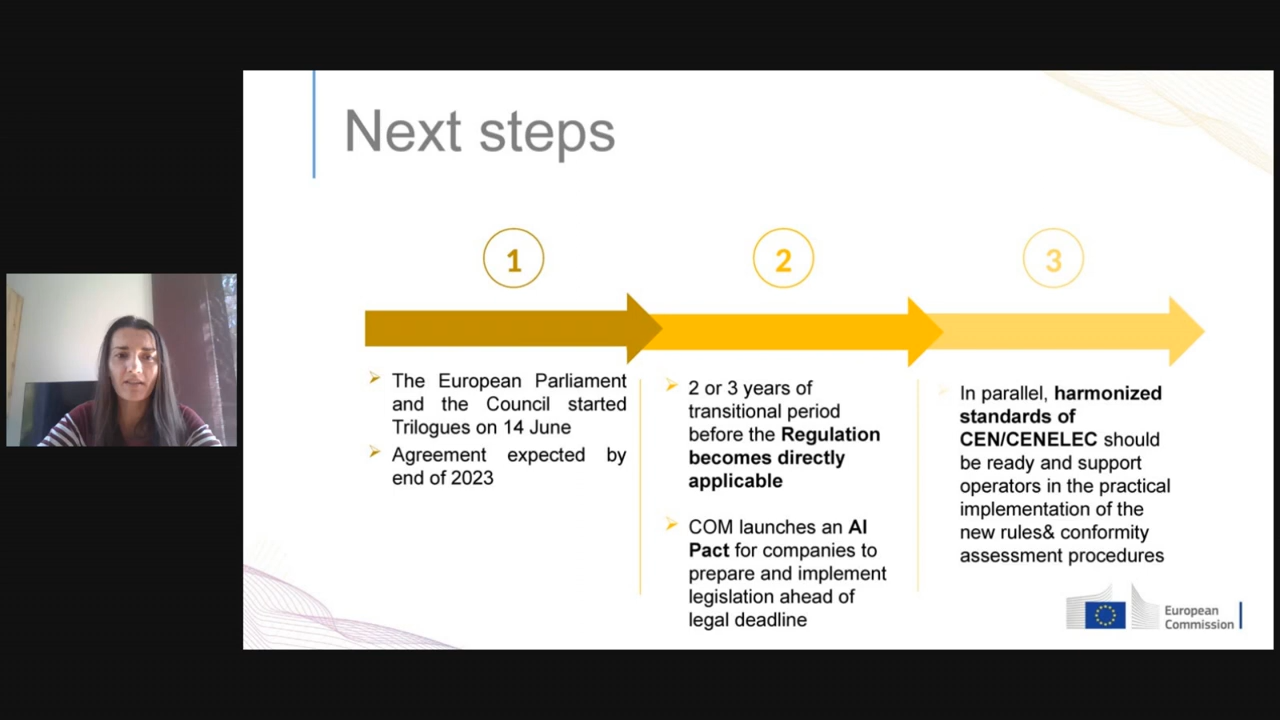 Next steps
1
The European Parliament
and the Council started
Trilogues on 14 June
Agreement expected by
end of 2023
2
2 or 3 years of
transitional period
before the Regulation
becomes directly
applicable
COM launches an AI
Pact for companies to
prepare and implement
legislation ahead of
legal deadline
3
In parallel, harmonized
standards of
CEN/CENELEC should
be ready and support
operators in the practical
implementation of the
new rules& conformity
assessment procedures
European
Commission